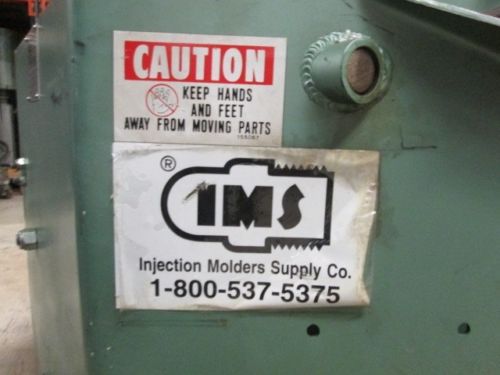 CAUTION
KEEP HANDS
AND FEET
AWAY FROM MOVING PARTS
®
IMS
Injection Molders Supply Co.
1-800-537-5375